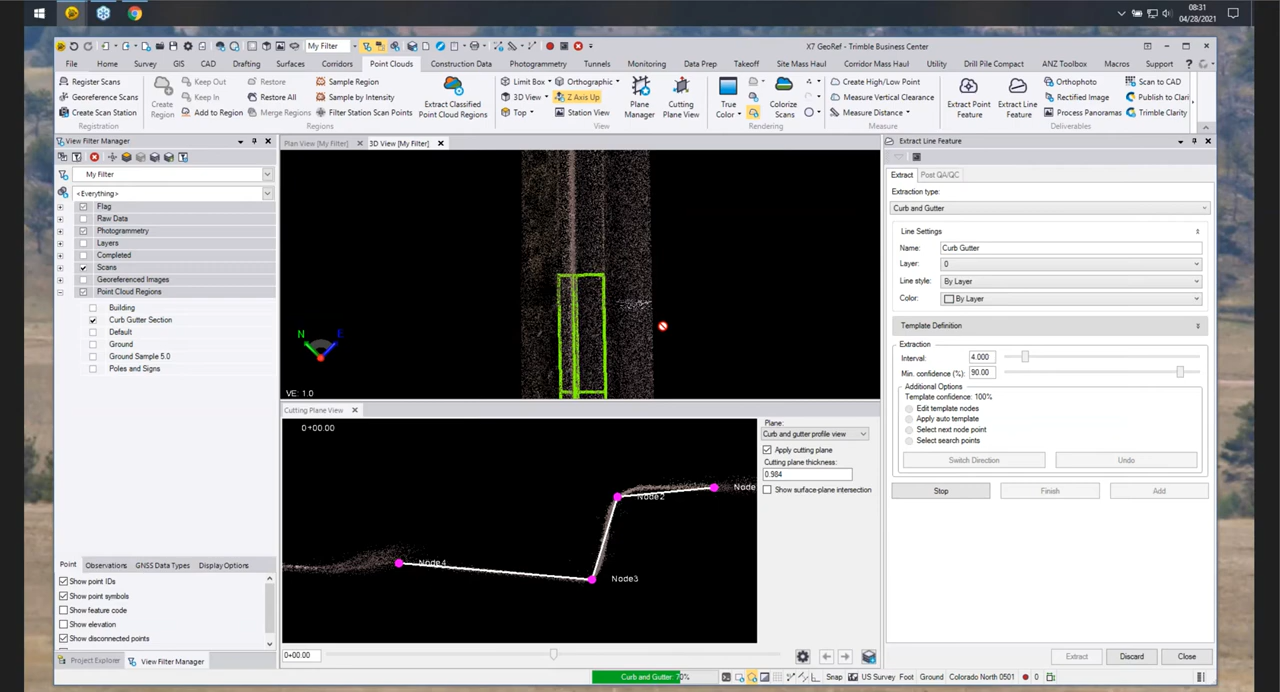 08:31
04/28/2021
My Filter
X7 GeoRef - Trimble Business Center
File Home Survey GIS CAD Drafting Surfaces Corridors Point Clouds Construction Data Photogrammetry Tunnels Monitoring Data Prep Takeoff Site Mass Haul Corridor Mass Haul Utility Drill Pile Compact ANZ Toolbox Macros Support
Register Scans
Georeference Scans
Create Scan Station
Registration
Create Region
Keep Out
Keep In
Add to Region
Restore
Restore All
Merge Regions
Sample Region
Sample by Intensity
Filter Station Scan Points
Regions
Extract Classified Point Cloud Regions
Limit Box
3D View
Top
Orthographic
Z Axis Up
Station View
View
Plane Manager
Cutting Plane View
True Color
Colorize Scans
Rendering
Create High/Low Point
Measure Vertical Clearance
Measure Distance
Measure
Extract Point Feature
Extract Line Feature
Orthophoto
Rectified Image
Process Panoramas
Scan to CAD
Publish to Clari
Trimble Clarity
Deliverables
View Filter Manager
My Filter
<Everything>
Flag
Raw Data
Photogrammetry
Layers
Completed
Scans
Georeferenced Images
Point Cloud Regions
Building
Curb Gutter Section
Default
Ground
Ground Sample 5.0
Poles and Signs
Point Observations GNSS Data Types Display Options
Show point IDs
Show point symbols
Show feature code
Show elevation
Show disconnected points
Project Explorer View Filter Manager
Plan View [My Filter] 3D View [My Filter]
N E
VE: 1.0
Cutting Plane View
0+00.00
Node4
Node3
Node2
Node
Plane:
Curb and gutter profile view
Apply cutting plane
Cutting plane thickness:
0.984
Show surface-plane intersection
0+00.00
Extract Line Feature
Extract Post QA/QC
Extraction type:
Curb and Gutter
Line Settings
Name: Curb Gutter
Layer: 0
Line style: By Layer
Color: By Layer
Template Definition
Extraction
Interval: 4.000
Min. confidence (%): 90.00
Additional Options
Template confidence: 100%
Edit template nodes
Apply auto template
Select next node point
Select search points
Switch Direction Undo
Stop Finish Add
Extract Discard Close
Curb and Gutter: 70%
Snap US Survey Foot Ground Colorado North 0501 0